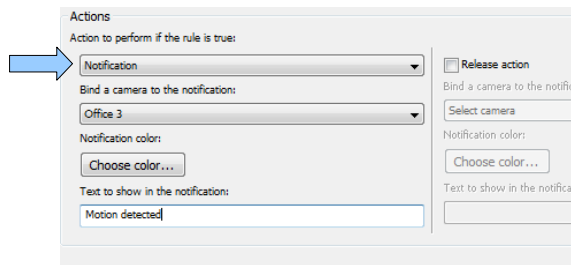 Actions
Action to perform if the rule is true:
Notification
Bind a camera to the notification:
Office 3
Notification color:
Choose color...
Text to show in the notification:
Motion detected
Release action
Bind a camera to the
Select camera
Notification color:
Choose color...
Text to show in the